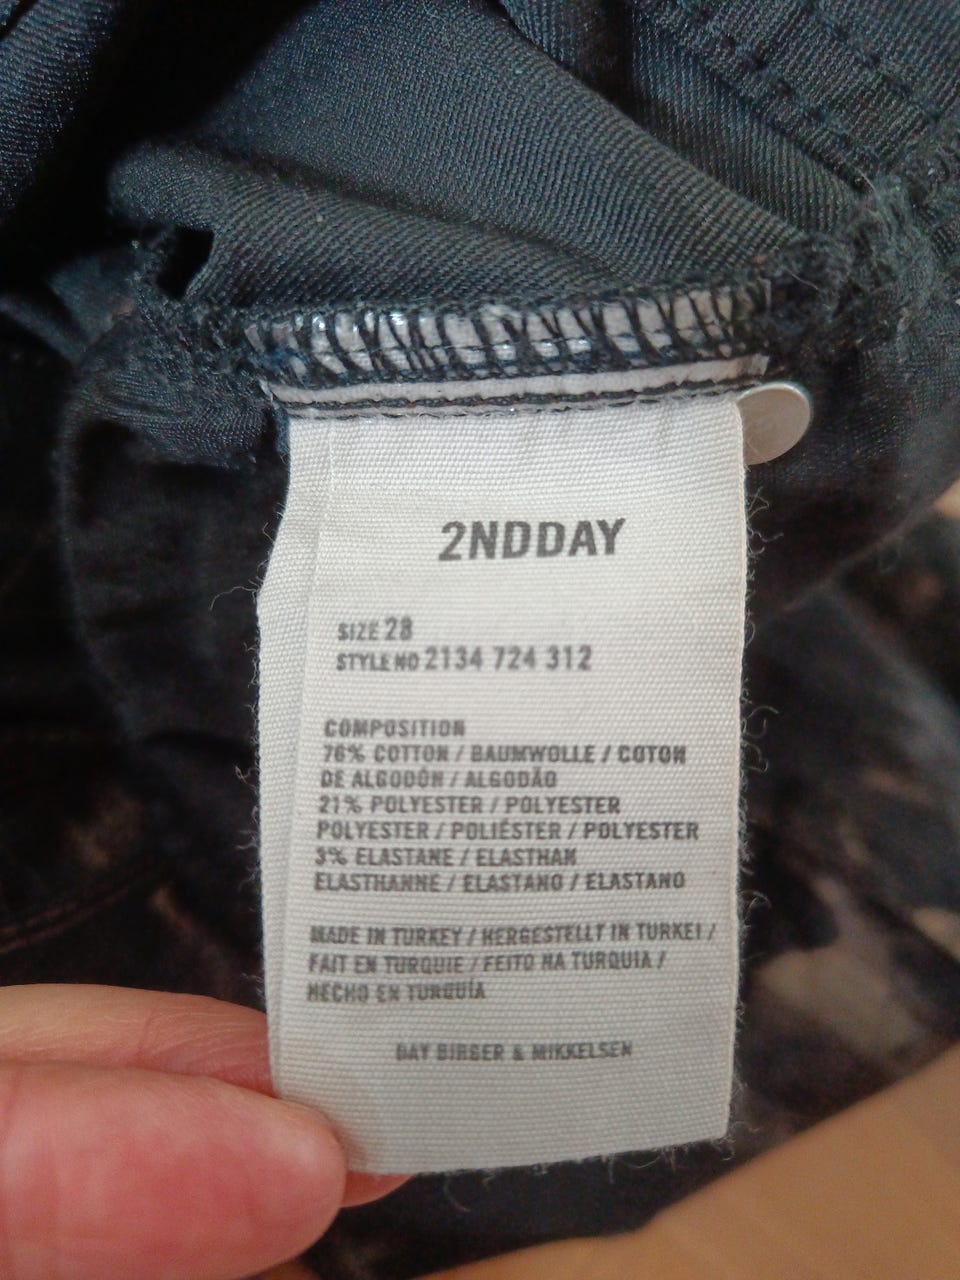 2NDDAY
SIZE 28
STYLE NO 2134 724 312
COMPOSITION
76% COTTON / BAUMWOLLE / COTON
DE ALGODÓN / ALGODÃO
21% POLYESTER / POLYESTER
POLYESTER / POLIÉSTER / POLYESTER
3% ELASTANE / ELASTHAN
ELASTHANNE / ELASTANO / ELASTANO
MADE IN TURKEY / HERGESTELLT IN TURKEI /
FAIT EN TURQUIE / FEITO NA TURQUIA /
HECHO EN TURQUÍA
DAY BIRGER & MIKKELSEN